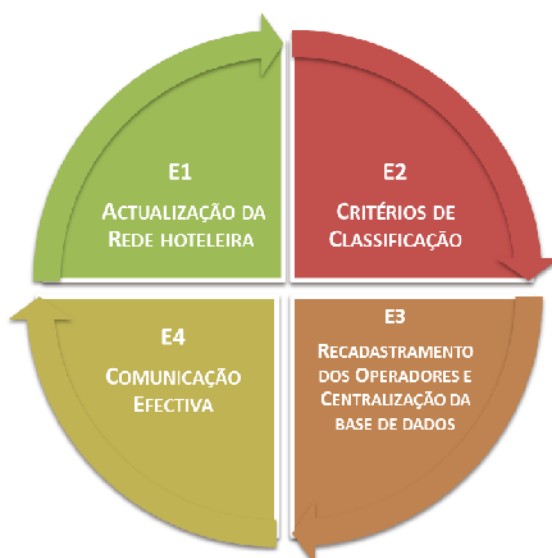 E1
ACTUALIZAÇÃO DA
REDE HOTELEIRA
E2
CRITÉRIOS DE
CLASSIFICAÇÃO
E3
RECADASTRAMENTO
DOS OPERADORES E
CENTRALIZAÇÃO DA
BASE DE DADOS
E4
COMUNICAÇÃO
EFECTIVA